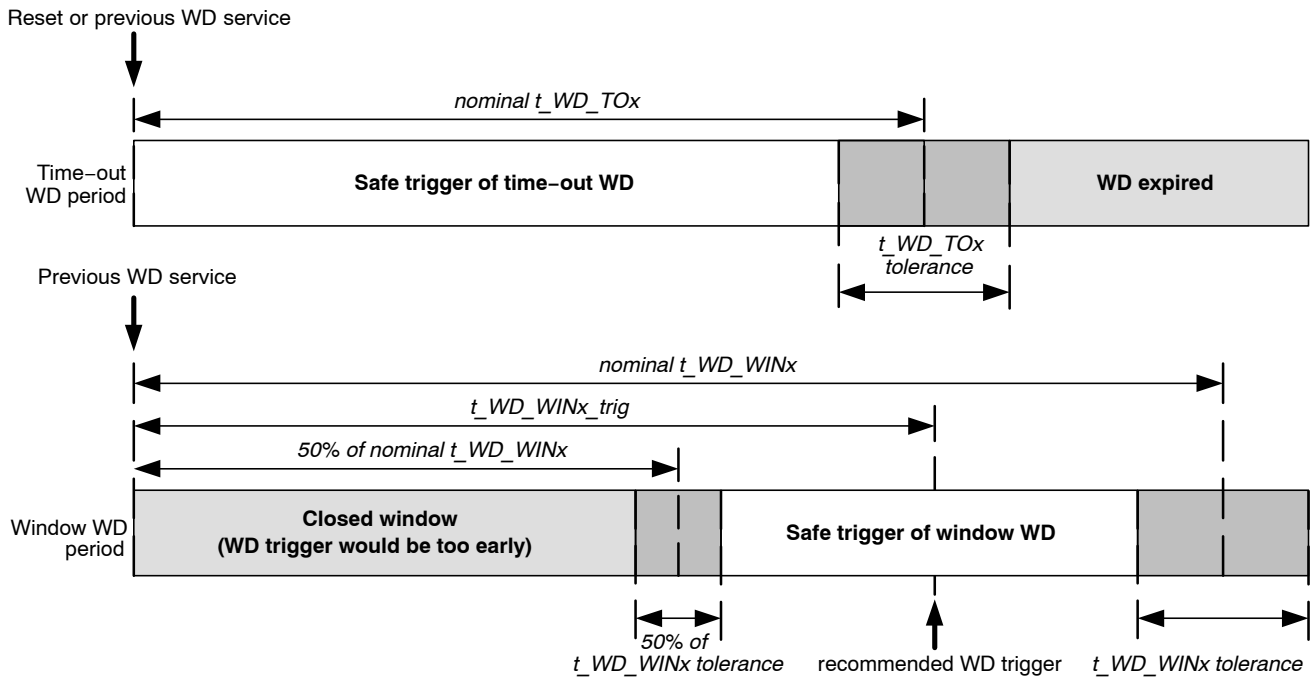 Reset or previous WD service
nominal t_WD_TOx
Time−out
WD period
Safe trigger of time−out WD
WD expired
t_WD_TOx
tolerance
Previous WD service
nominal t_WD_WINx
t_WD_WINx_trig
50% of nominal t_WD_WINx
Window WD
period
Closed window
(WD trigger would be too early)
Safe trigger of window WD
50% of
t_WD_WINx tolerance
recommended WD trigger
t_WD_WINx tolerance